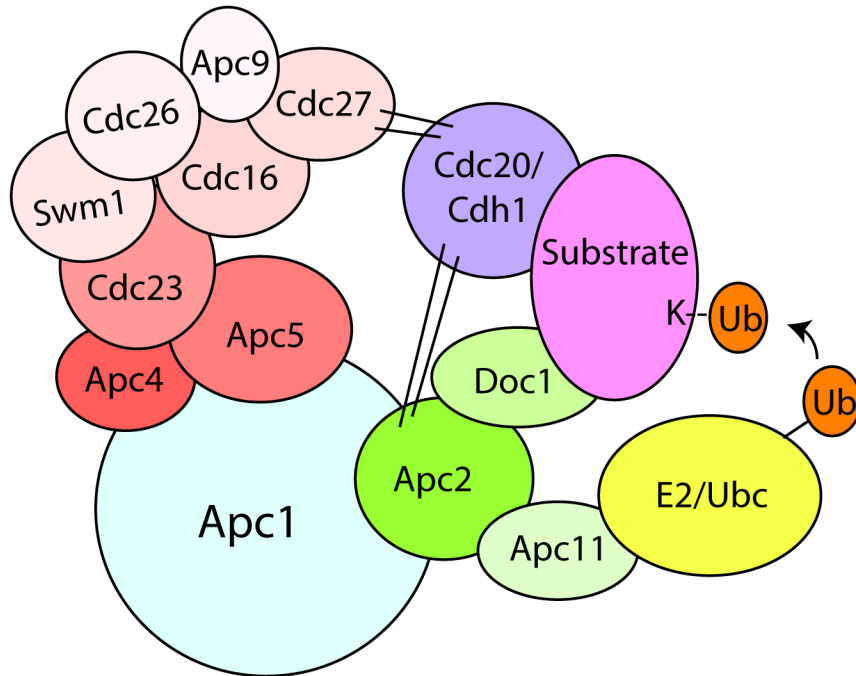 Apc9
Cdc27
Cdc26
Cdc16
Swm1
Cdc20/
Cdh1
Substrate
Cdc23
K
Ub
Apc5
Apc4
Doc1
Ub
Apc2
E2/Ubc
Apc1
Apc11